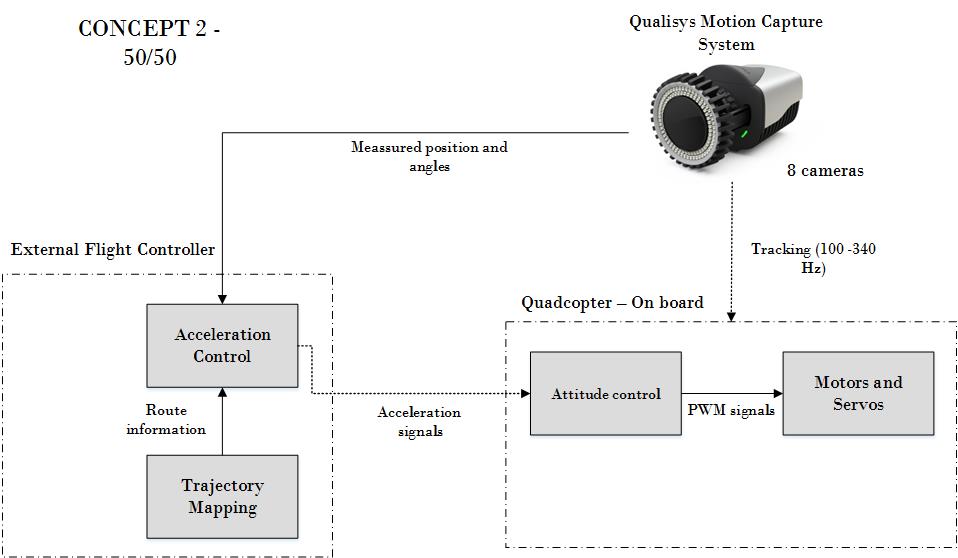 CONCEPT 2 -
50/50
Qualisys Motion Capture
System
Meassured position and
angles
8 cameras
External Flight Controller
Tracking (100 -340
Hz)
Quadcopter – On board
Acceleration
Control
Attitude control
Motors and
Servos
Route
information
Acceleration
signals
PWM signals
Trajectory
Mapping